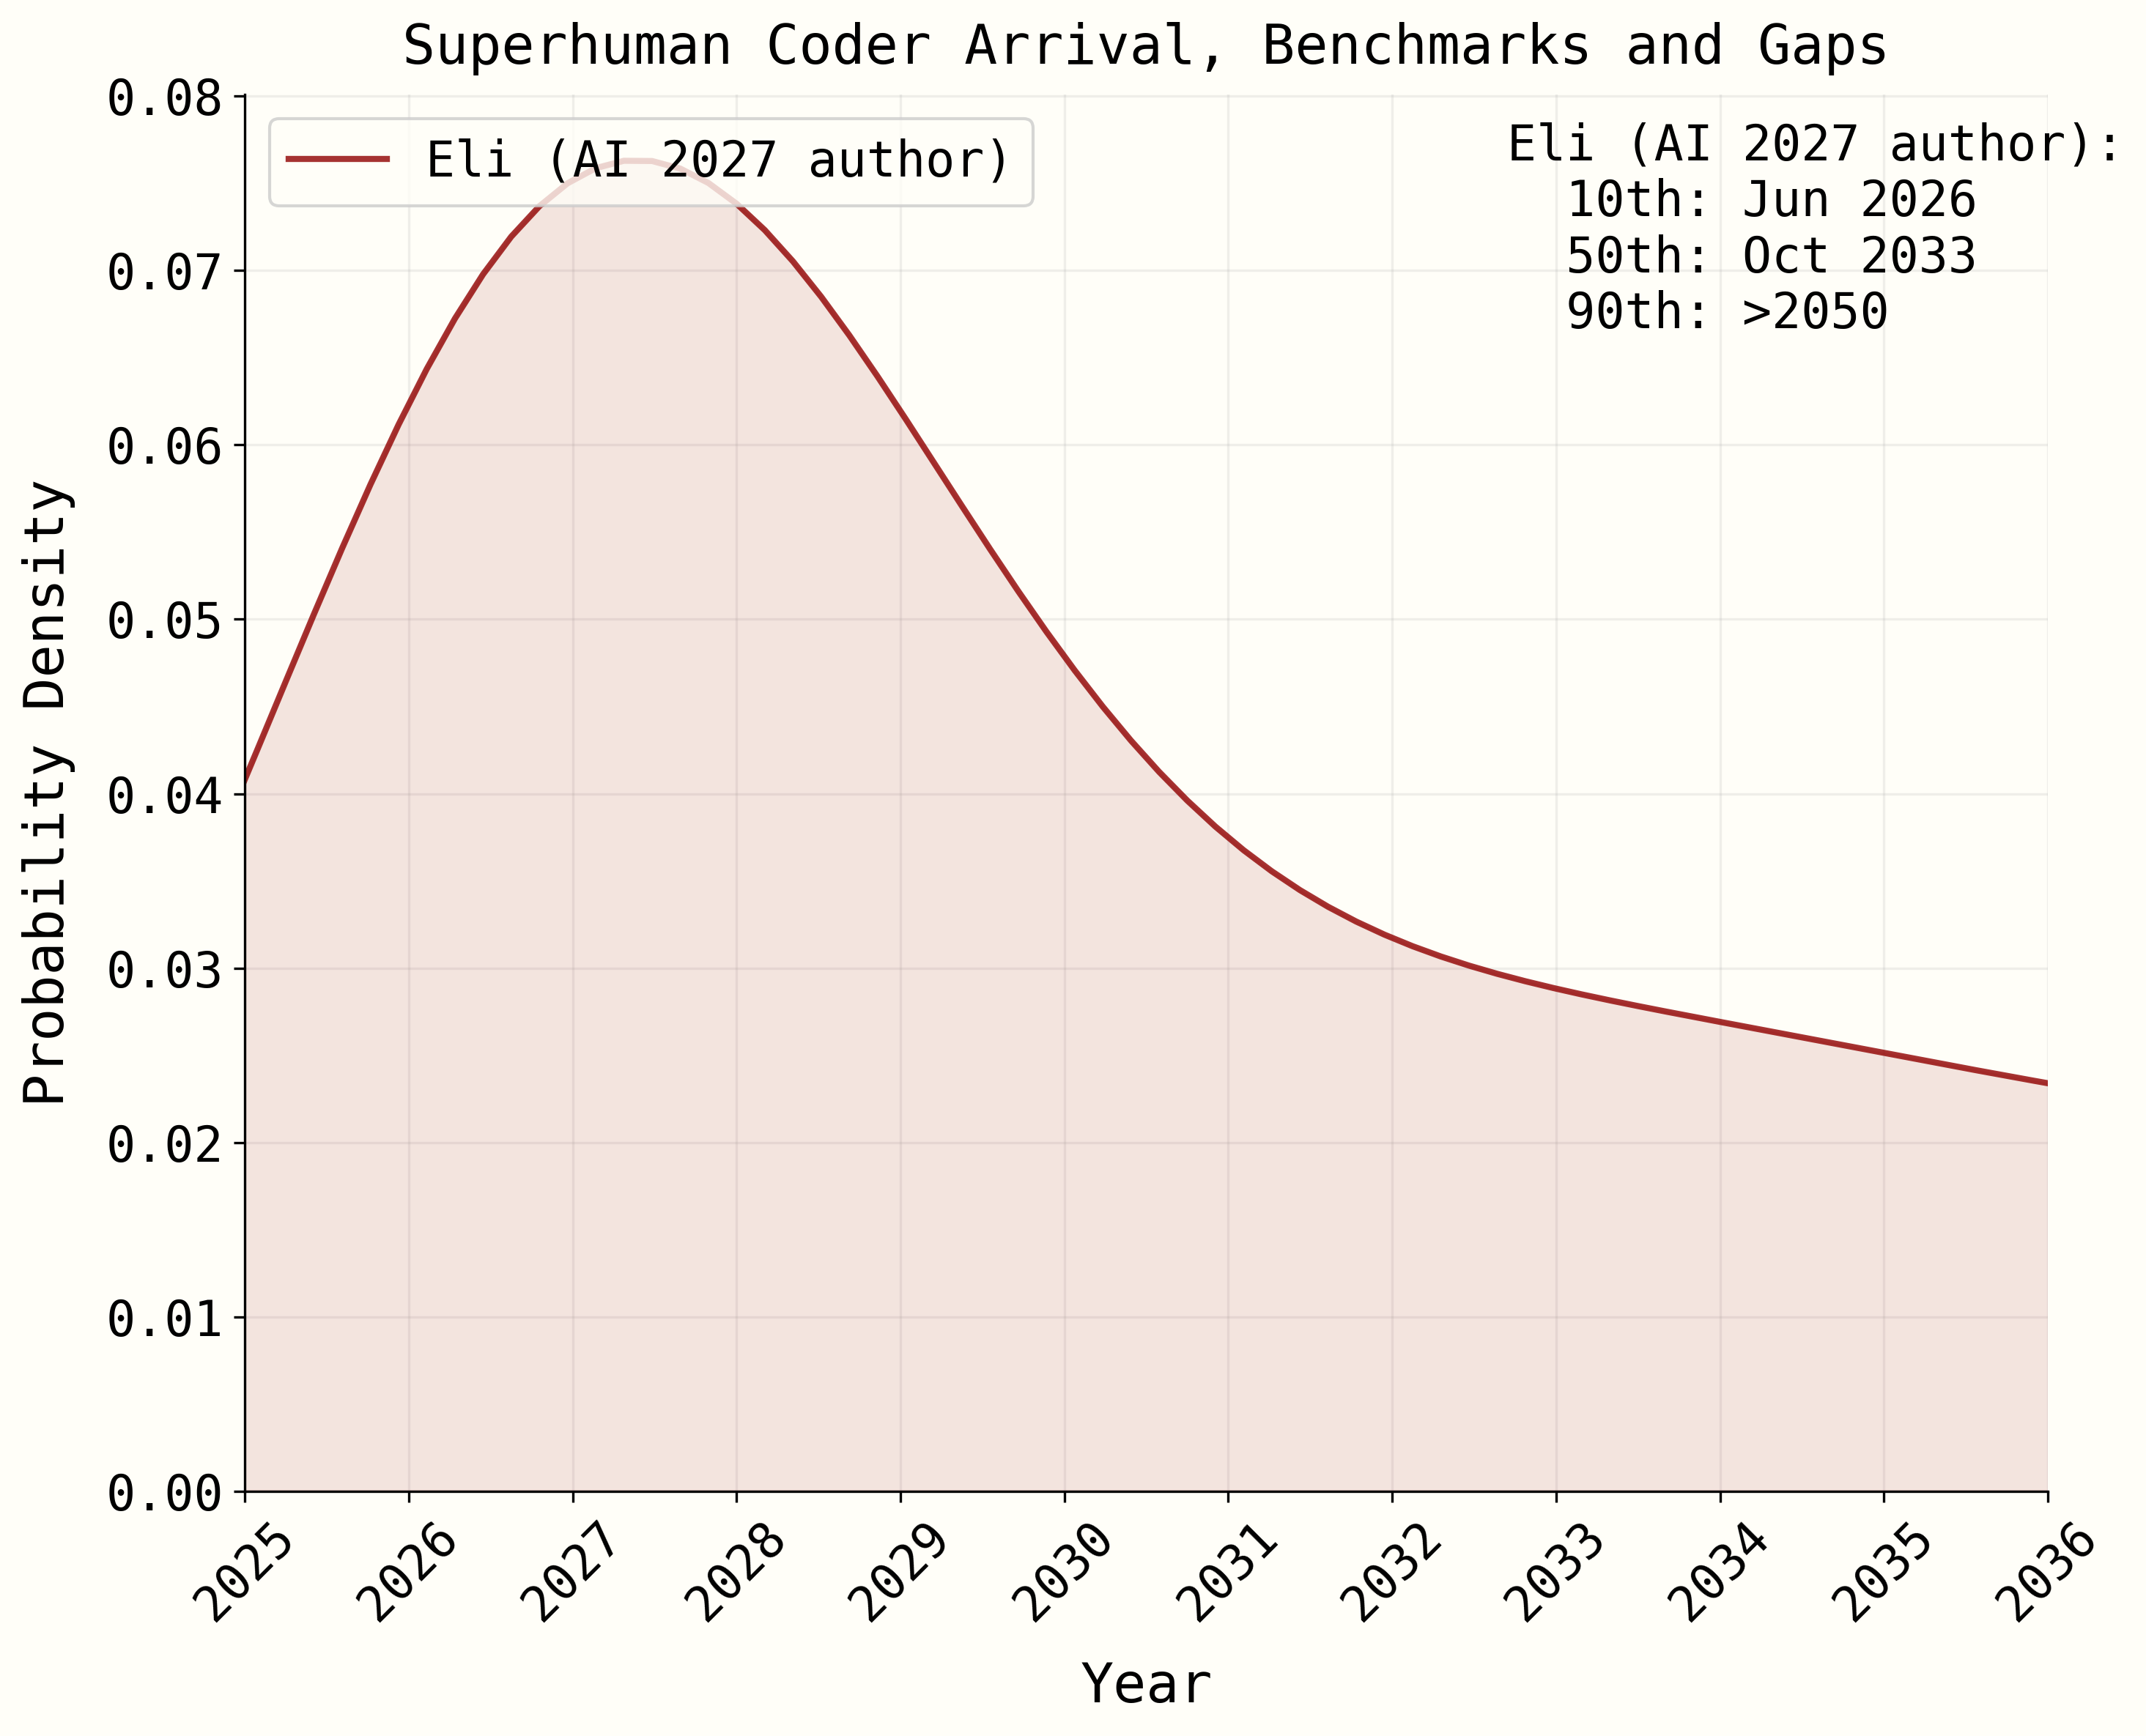 Superhuman Coder Arrival, Benchmarks and Gaps
Eli (AI 2027 author)
Eli (AI 2027 author):
10th: Jun 2026
50th: Oct 2033
90th: >2050
Probability Density
0.08
0.07
0.06
0.05
0.04
0.03
0.02
0.01
0.00
2025
2026
2027
2028
2029
2030
2031
2032
2033
2034
2035
2036
Year